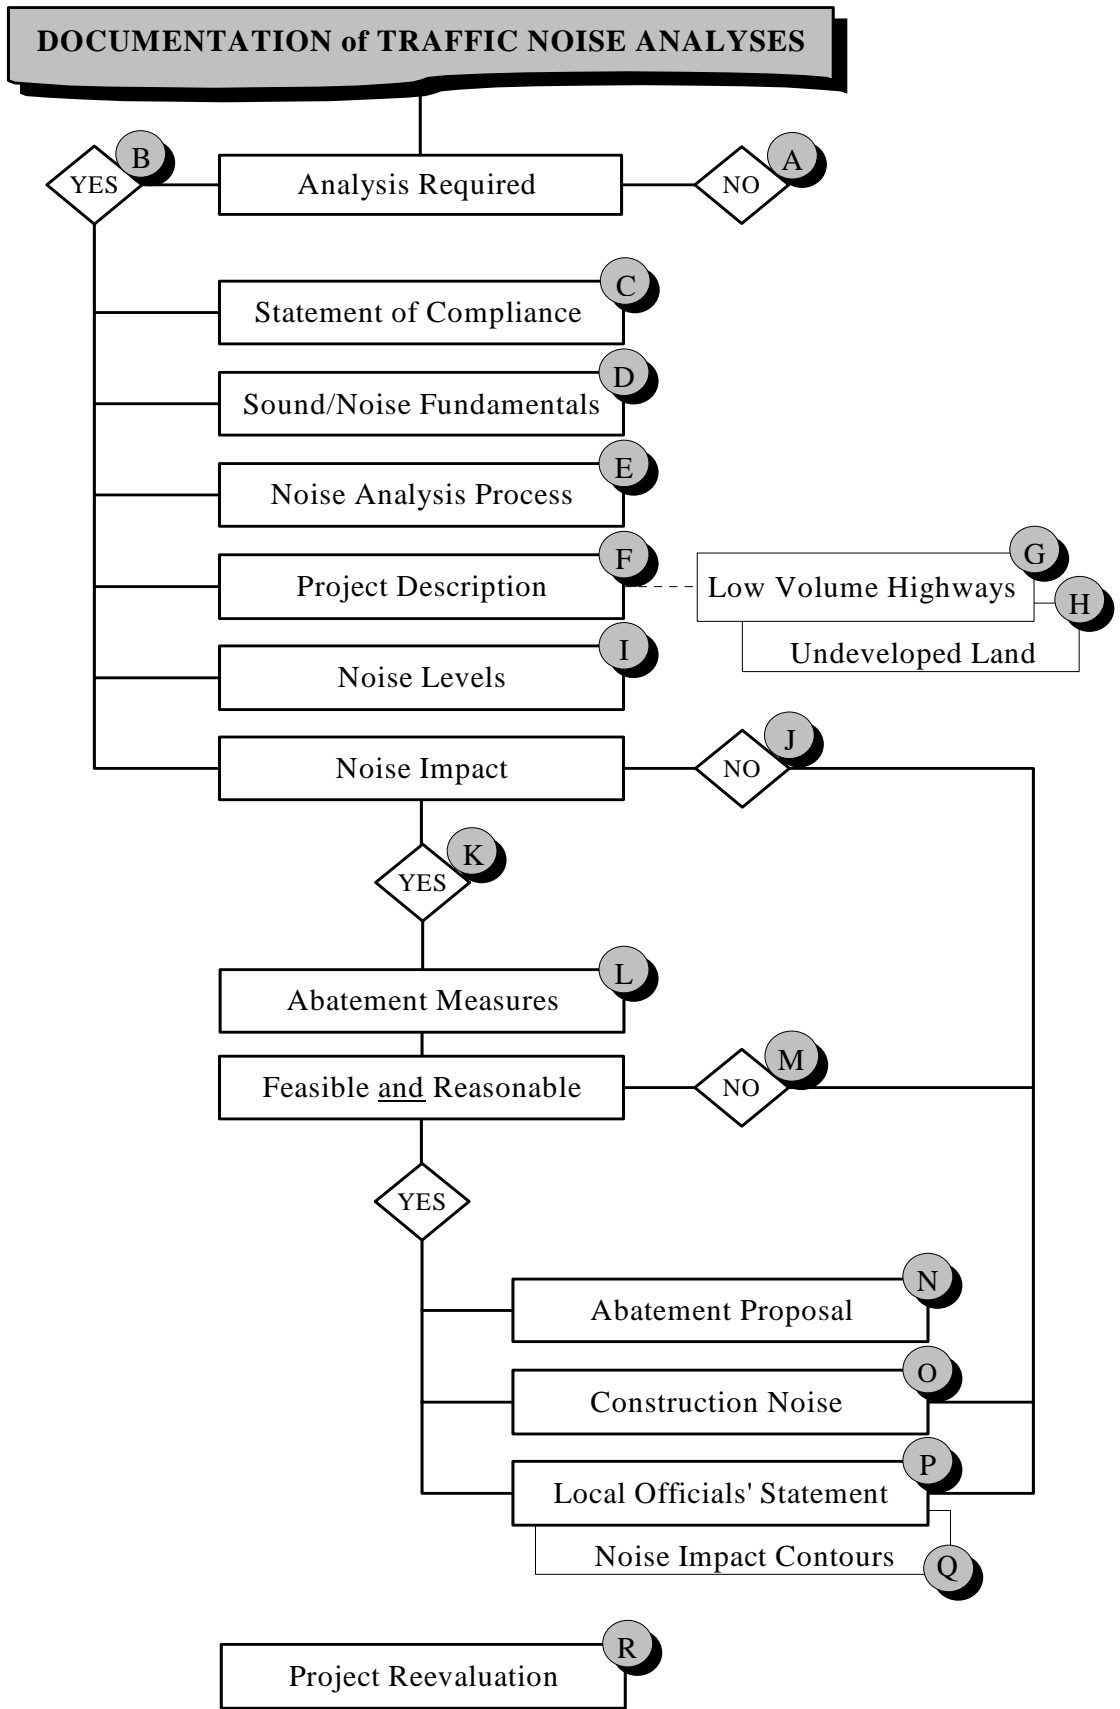 DOCUMENTATION of TRAFFIC NOISE ANALYSES
B
A
YES
Analysis Required
NO
C
Statement of Compliance
D
Sound/Noise Fundamentals
E
Noise Analysis Process
F
G
Project Description
Low Volume Highways
H
I
Undeveloped Land
Noise Levels
J
Noise Impact
NO
K
YES
L
Abatement Measures
M
Feasible and Reasonable
NO
YES
N
Abatement Proposal
O
Construction Noise
P
Local Officials' Statement
Noise Impact Contours
Q
R
Project Reevaluation